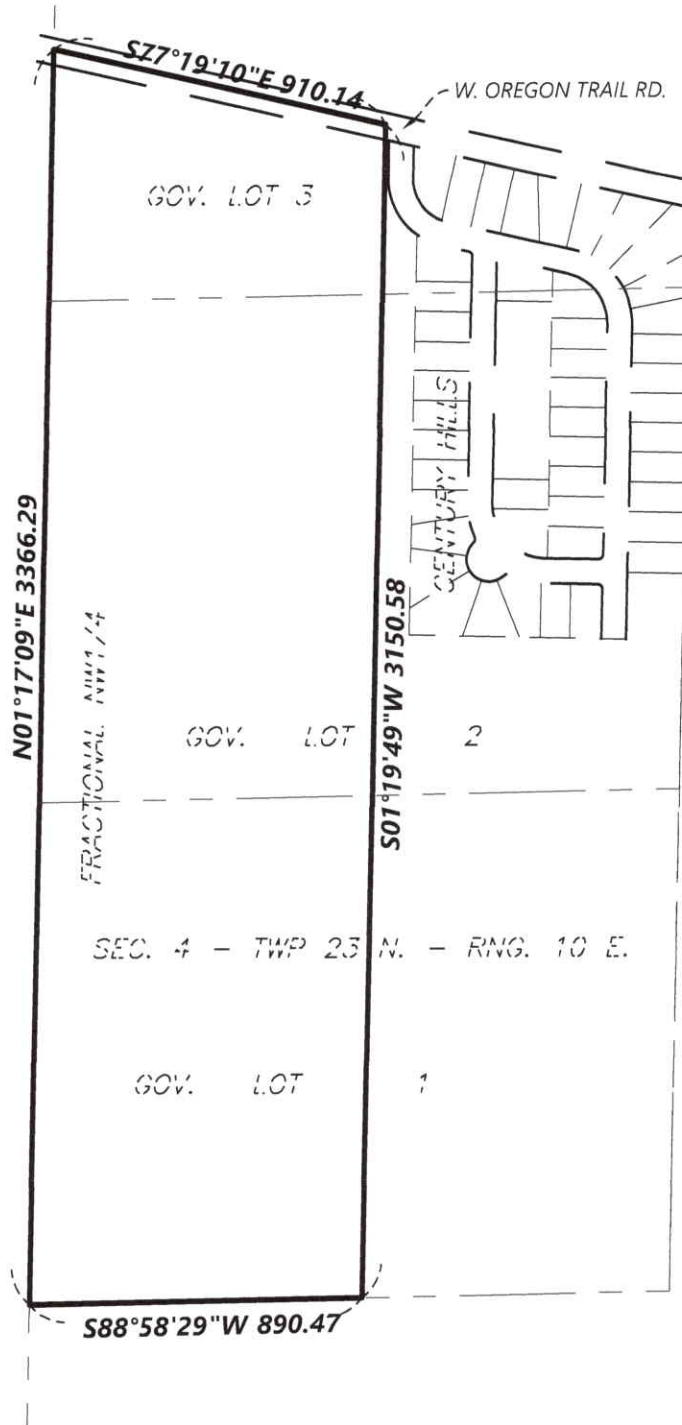 S77°19'10"E 910.14
W. OREGON TRAIL RD.
GOV. LOT 3
CENTURY HILLS
N01°17'09"E 3366.29
S01°19'49"W 3150.58
FRACTIONAL NW1/4
GOV. LOT 2
SEC. 4 - TWP 23 N. - RNG. 10 E.
GOV. LOT 1
S88°58'29"W 890.47